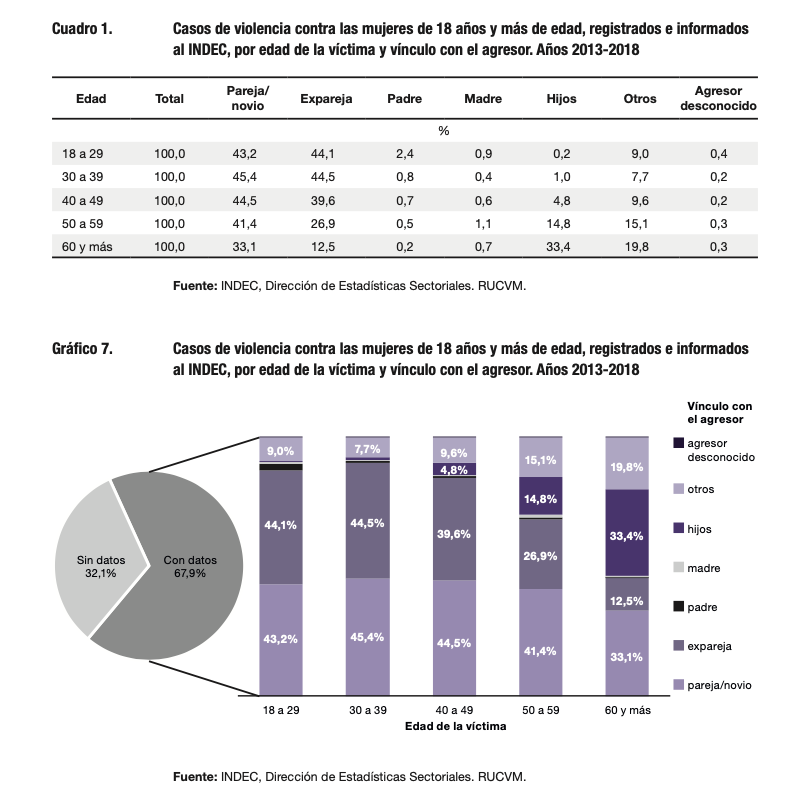 Cuadro 1.
Casos de violencia contra las mujeres de 18 años y más de edad, registrados e informados
al INDEC, por edad de la víctima y vínculo con el agresor. Años 2013-2018
Edad Total Pareja/ Expareja Padre Madre Hijos Otros Agresor
novio desconocido
%
18 a 29 100,0 43,2 44,1 2,4 0,9 0,2 9,0 0,4
30 a 39 100,0 45,4 44,5 0,8 0,4 1,0 7,7 0,2
40 a 49 100,0 44,5 39,6 0,7 0,6 4,8 9,6 0,2
50 a 59 100,0 41,4 26,9 0,5 1,1 14,8 15,1 0,3
60 y más 100,0 33,1 12,5 0,2 0,7 33,4 19,8 0,3
Fuente: INDEC, Dirección de Estadísticas Sectoriales. RUCVM.
Gráfico 7.
Casos de violencia contra las mujeres de 18 años y más de edad, registrados e informados
al INDEC, por edad de la víctima y vínculo con el agresor. Años 2013-2018
Sin datos
32,1%
Con datos
67,9%
9,0%
44,1%
43,2%
7,7%
44,5%
45,4%
9,6%
4,8%
39,6%
44,5%
15,1%
14,8%
26,9%
41,4%
19,8%
33,4%
12,5%
33,1%
18 a 29 30 a 39 40 a 49 50 a 59 60 y más
Edad de la víctima
Vínculo con
el agresor
agresor
desconocido
otros
hijos
madre
padre
expareja
pareja/novio
Fuente: INDEC, Dirección de Estadísticas Sectoriales. RUCVM.